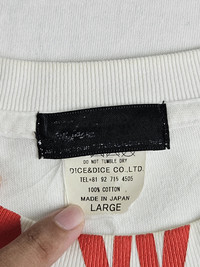 DO NOT TUMBLE DRY
DICE&DICE CO.,LTD.
TEL+81 92 715 4505
100% COTTON
MADE IN JAPAN
LARGE